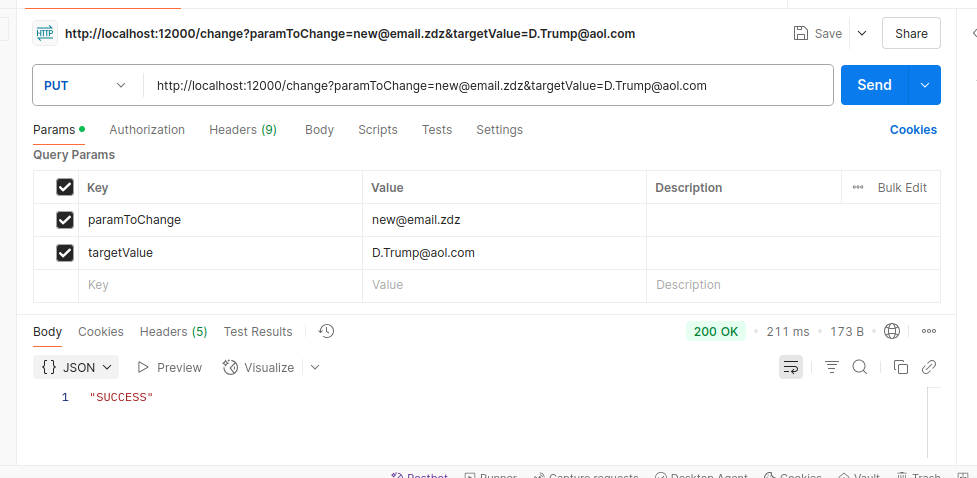 HTTP http://localhost:12000/change?paramToChange=new@email.zdz&targetValue=D.Trump@aol.com Save Share
PUT http://localhost:12000/change?paramToChange=new@email.zdz&targetValue=D.Trump@aol.com Send
Params Authorization Headers (9) Body Scripts Tests Settings Cookies
Query Params
Key Value Description Bulk Edit
paramToChange new@email.zdz
targetValue D.Trump@aol.com
Key Value Description
Body Cookies Headers (5) Test Results 200 OK 211 ms 173 B
{} JSON Preview Visualize
1 "SUCCESS"
Postbot Runner Capture requests Desktop Agent Cookies Vault Trash